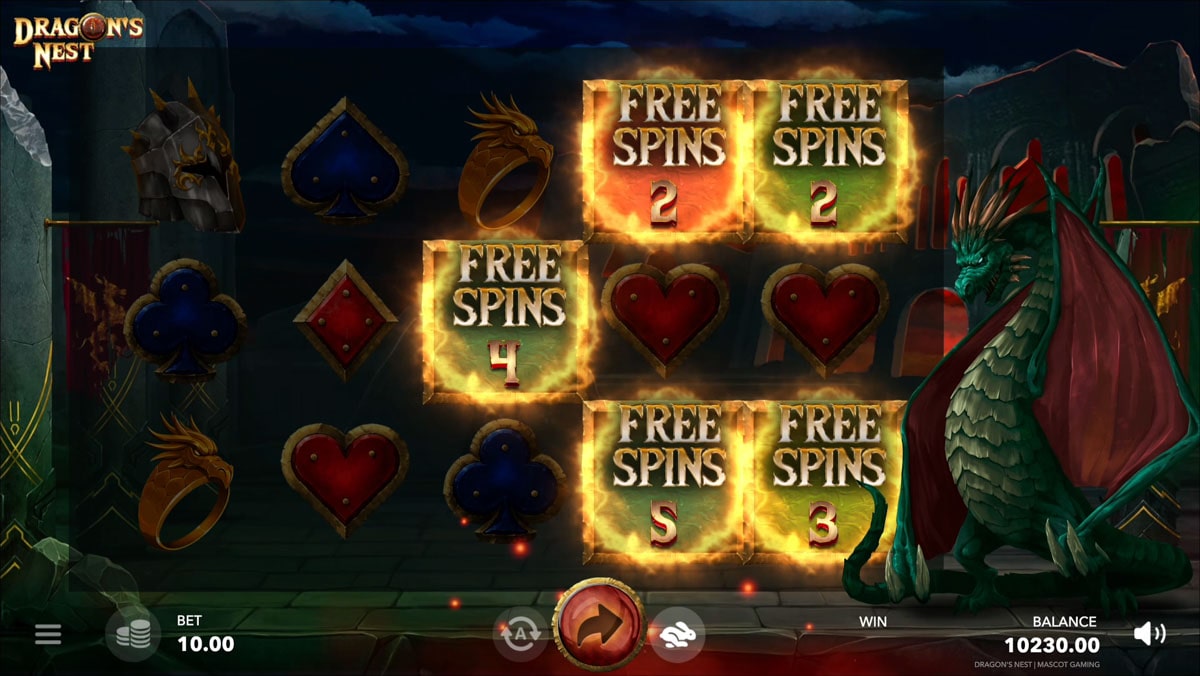 DRAGON'S
NEST
FREE
SPINS
2
FREE
SPINS
2
FREE
SPINS
4
FREE
SPINS
5
FREE
SPINS
3
BET
10.00
A
WIN
BALANCE
10230.00
DRAGON'S NEST | MASCOT GAMING